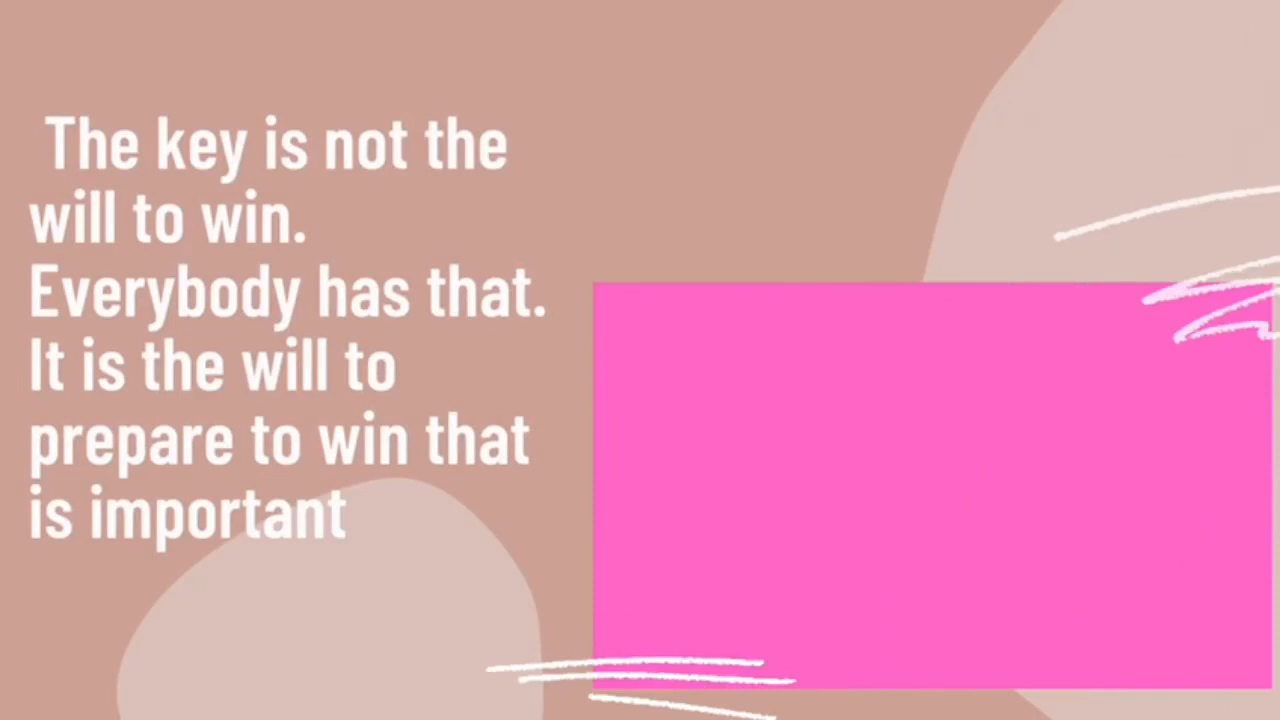 The key is not the
will to win.
Everybody has that.
It is the will to
prepare to win that
is important